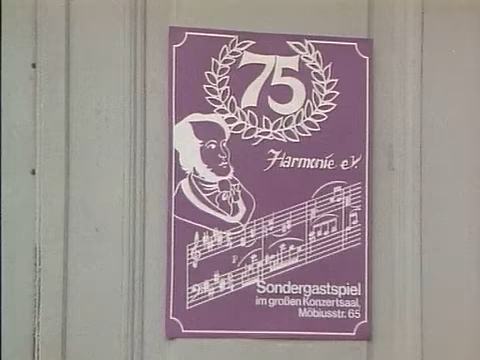 75
Harmonie e.V.
Sondergastspiel
im großen Konzertsaal,
Möbiusstr. 65